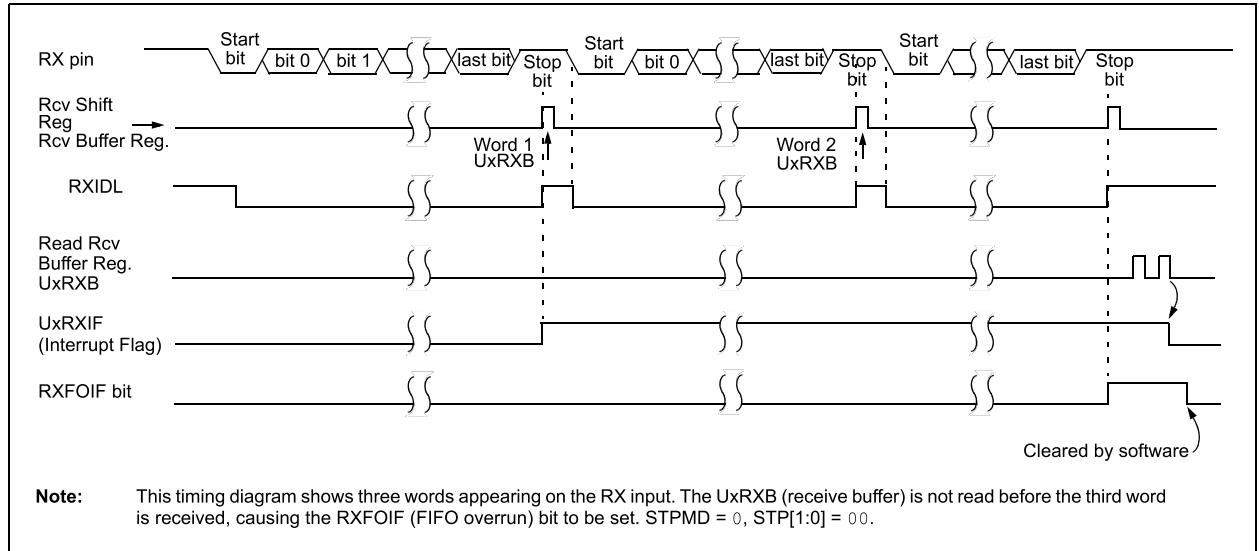 RX pin
Start
bit
bit 0
bit 1
last bit
Stop
bit
Start
bit
bit 0
last bit
Stop
bit
Start
bit
last bit
Stop
bit
Rcv Shift
Reg
Rcv Buffer Reg.
Word 1
UxRXB
Word 2
UxRXB
RXIDL
Read Rcv
Buffer Reg.
UxRXB
UxRXIF
(Interrupt Flag)
RXFOIF bit
Cleared by software
Note: This timing diagram shows three words appearing on the RX input. The UxRXB (receive buffer) is not read before the third word
is received, causing the RXFOIF (FIFO overrun) bit to be set. STPMD = 0, STP[1:0] = 00.